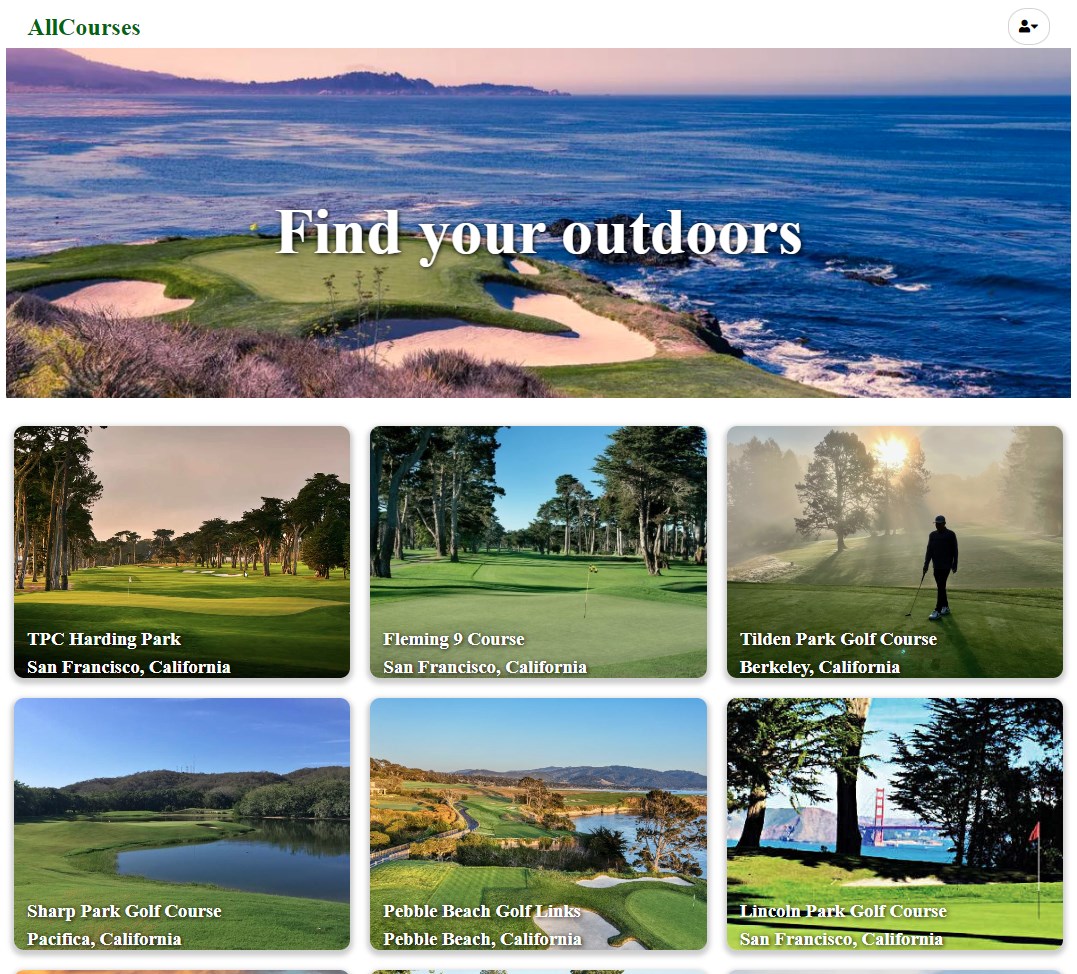 AllCourses
Find your outdoors
TPC Harding Park
San Francisco, California
Fleming 9 Course
San Francisco, California
Tilden Park Golf Course
Berkeley, California
Sharp Park Golf Course
Pacifica, California
Pebble Beach Golf Links
Pebble Beach, California
Lincoln Park Golf Course
San Francisco, California